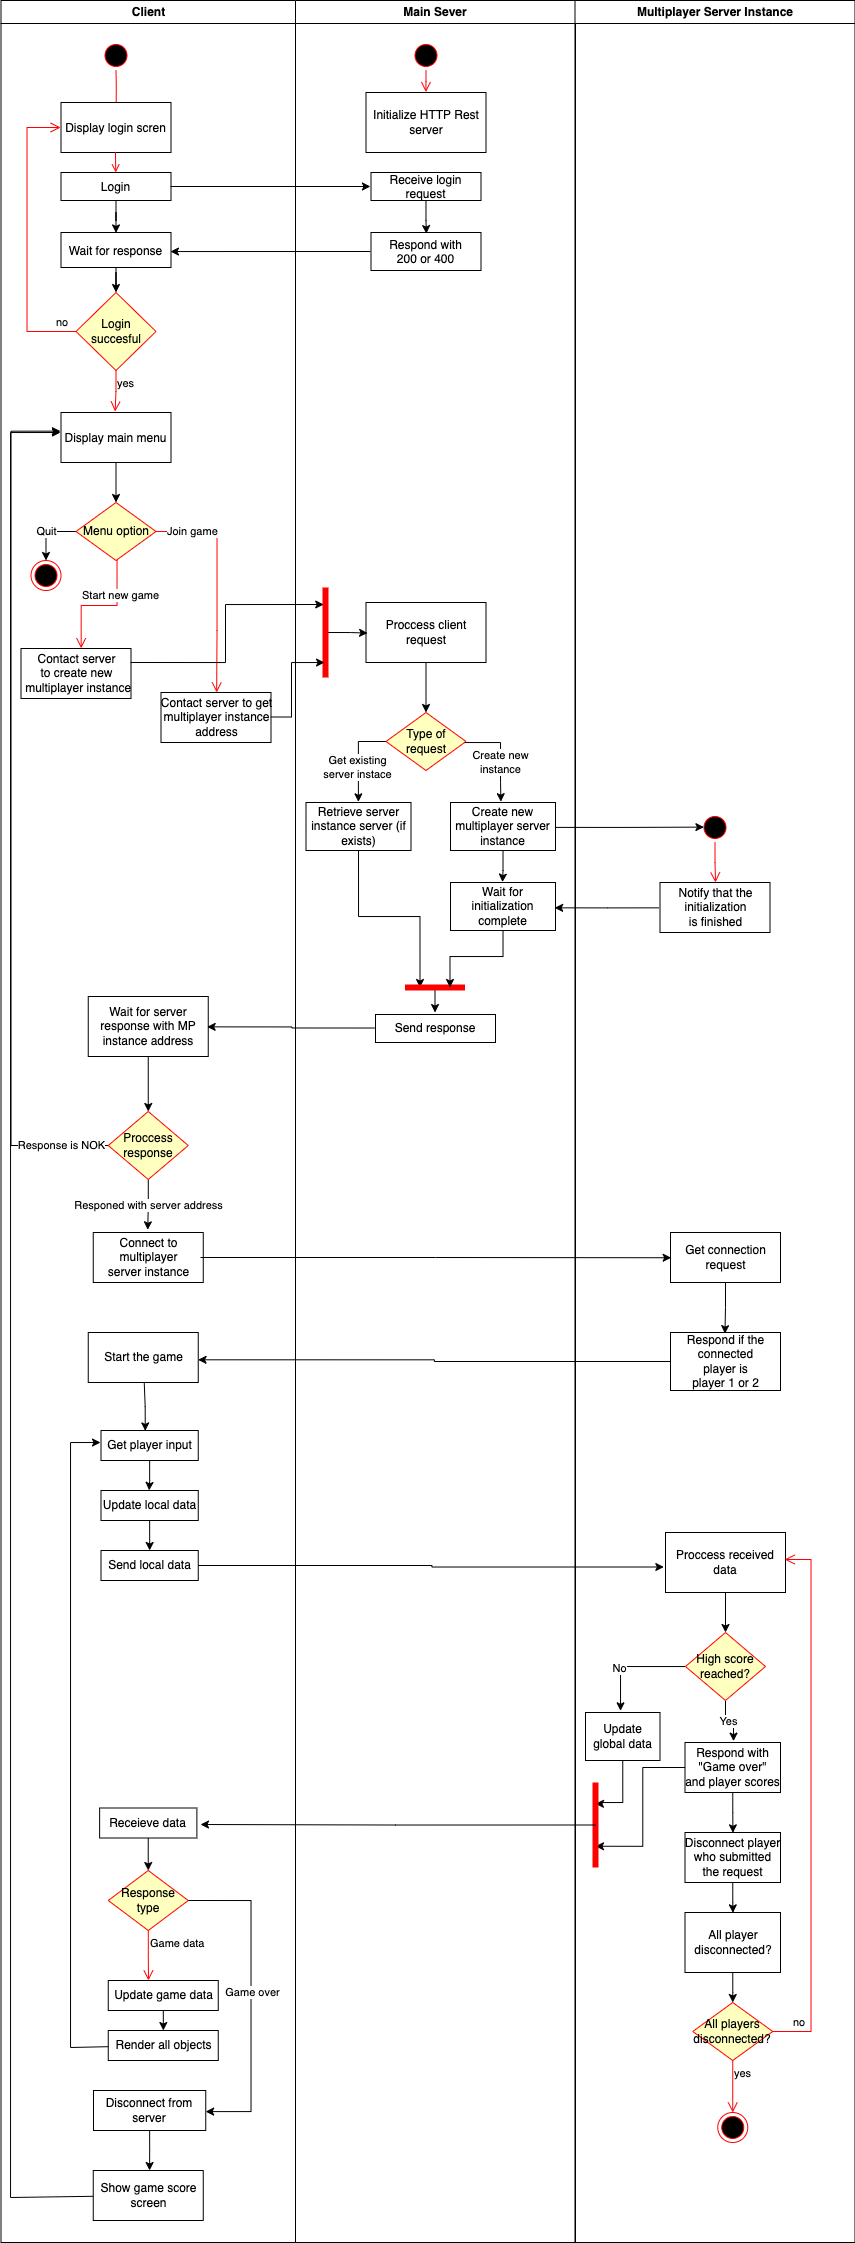 Client
Main Sever
Multiplayer Server Instance
Display login scren
Initialize HTTP Rest
server
Login
Receive login
request
Wait for response
Respond with
200 or 400
Login
succesful
no
yes
Display main menu
Menu option
Quit
Join game
Start new game
Contact server
to create new
multiplayer instance
Contact server to get
multiplayer instance
address
Proccess client
request
Type of
request
Get existing
server instace
Create new
instance
Retrieve server
instance server (if
exists)
Create new
multiplayer server
instance
Wait for
initialization
complete
Notify that the
initialization
is finished
Send response
Wait for server
response with MP
instance address
Proccess
response
Response is NOK
Responed with server address
Connect to
multiplayer
server instance
Get connection
request
Respond if the
connected
player is
player 1 or 2
Start the game
Get player input
Update local data
Send local data
Proccess received
data
High score
reached?
No
Yes
Update
global data
Respond with
"Game over"
and player scores
Disconnect player
who submitted
the request
All player
disconnected?
All players
disconnected?
no
yes
Receieve data
Response
type
Game data
Game over
Update game data
Render all objects
Disconnect from
server
Show game score
screen